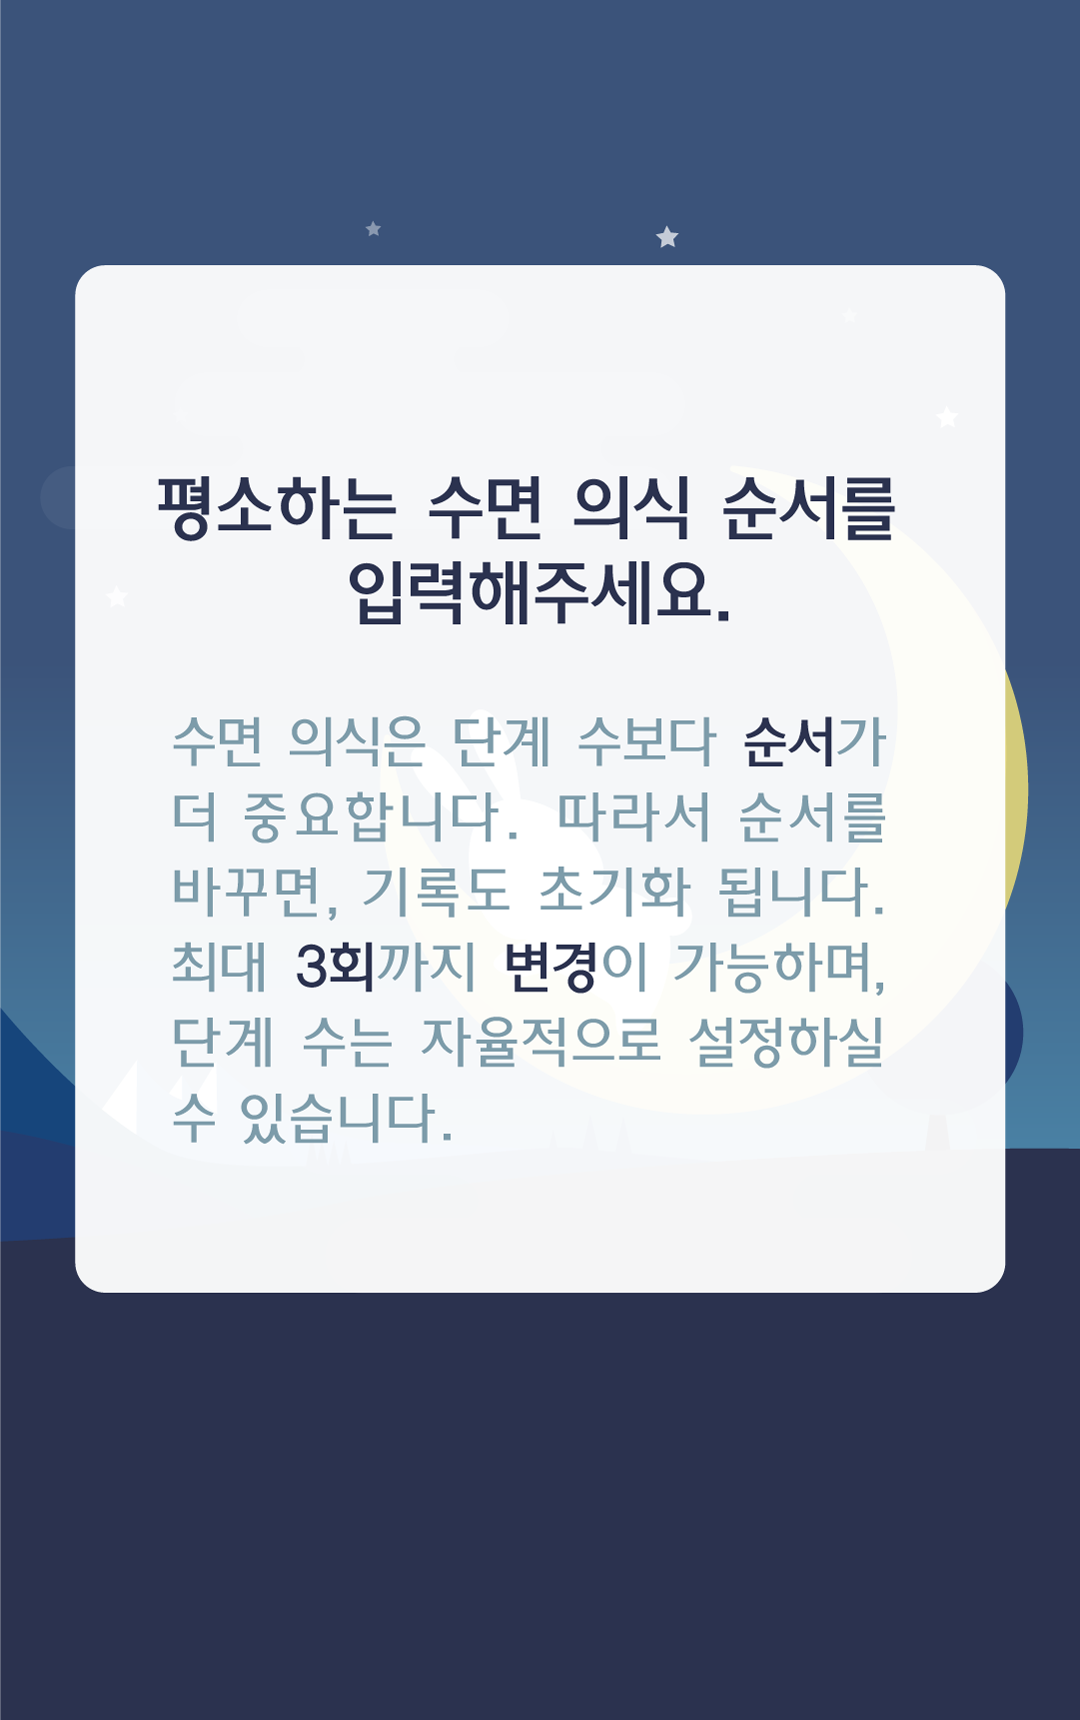 평소하는 수면 의식 순서를
입력해주세요.
수면 의식은 단계 수보다 순서가
더 중요합니다. 따라서 순서를
바꾸면, 기록도 초기화 됩니다.
최대 3회까지 변경이 가능하며,
단계 수는 자율적으로 설정하실
수 있습니다.